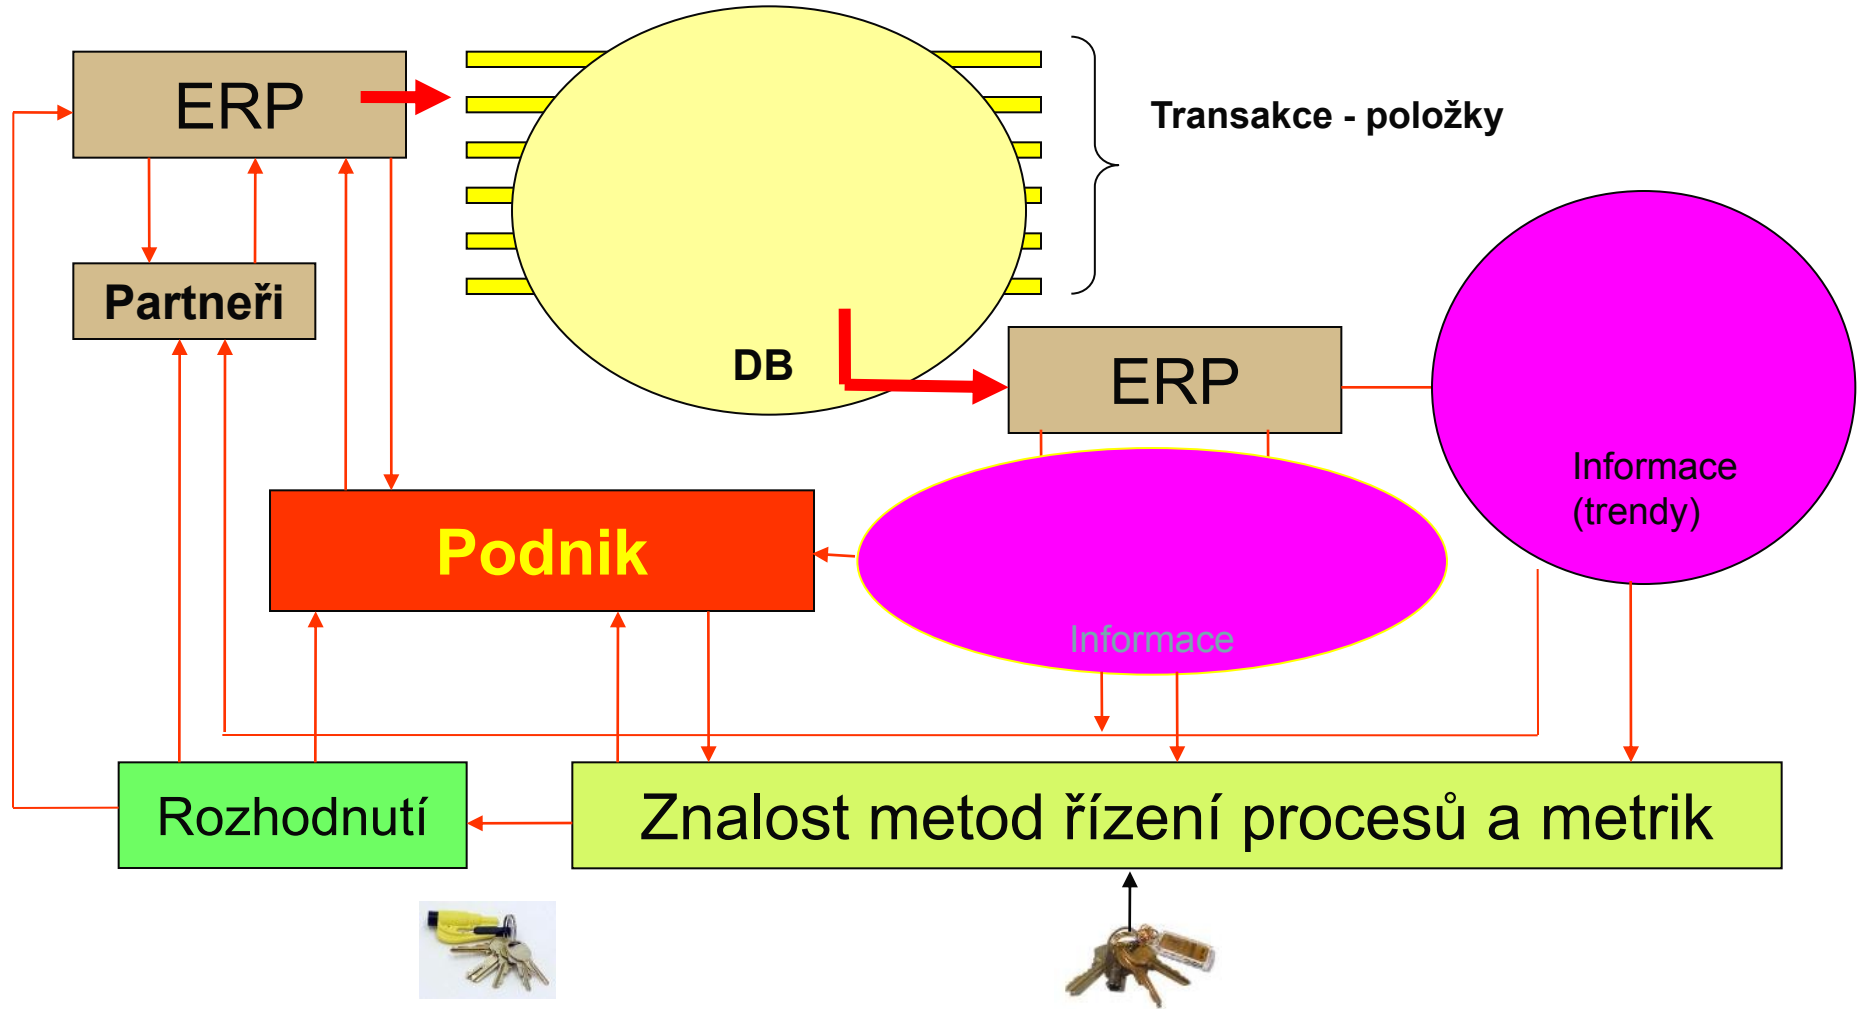 ERP
Transakce - položky
Partneři
DB
ERP
Informace
(trendy)
Podnik
Informace
Rozhodnutí
Znalost metod řízení procesů a metrik